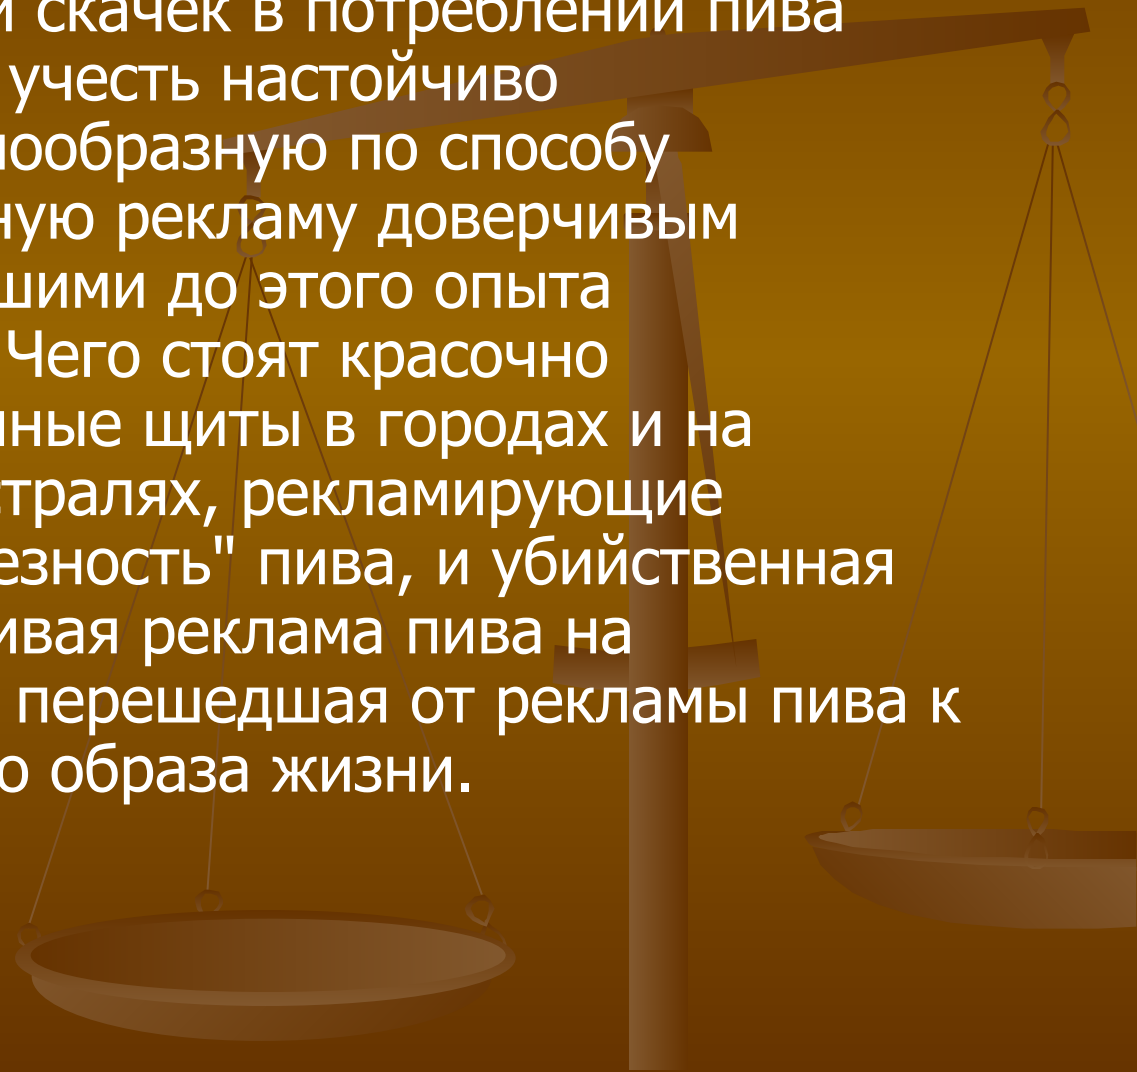 й скачек в потреблении пива
учесть настойчиво
нообразную по способу
ную рекламу доверчивым
шими до этого опыта
Чего стоят красочно
нные щиты в городах и на
стралях, рекламирующие
езность" пива, и убийственная
ивая реклама пива на
перешедшая от рекламы пива к
о образа жизни.